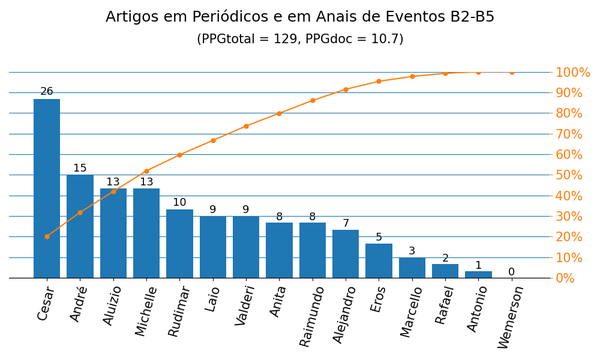 Artigos em Periódicos e em Anais de Eventos B2-B5
(PPGtotal = 129, PPGdoc = 10.7)
26
15
13
13
10
9
9
8
8
7
5
3
2
1
0
100%
90%
80%
70%
60%
50%
40%
30%
20%
10%
0%
Cesar
André
Aluizio
Michelle
Rudimar
Laio
Valderi
Anita
Raimundo
Alejandro
Eros
Marcello
Rafael
Antonio
Wemerson